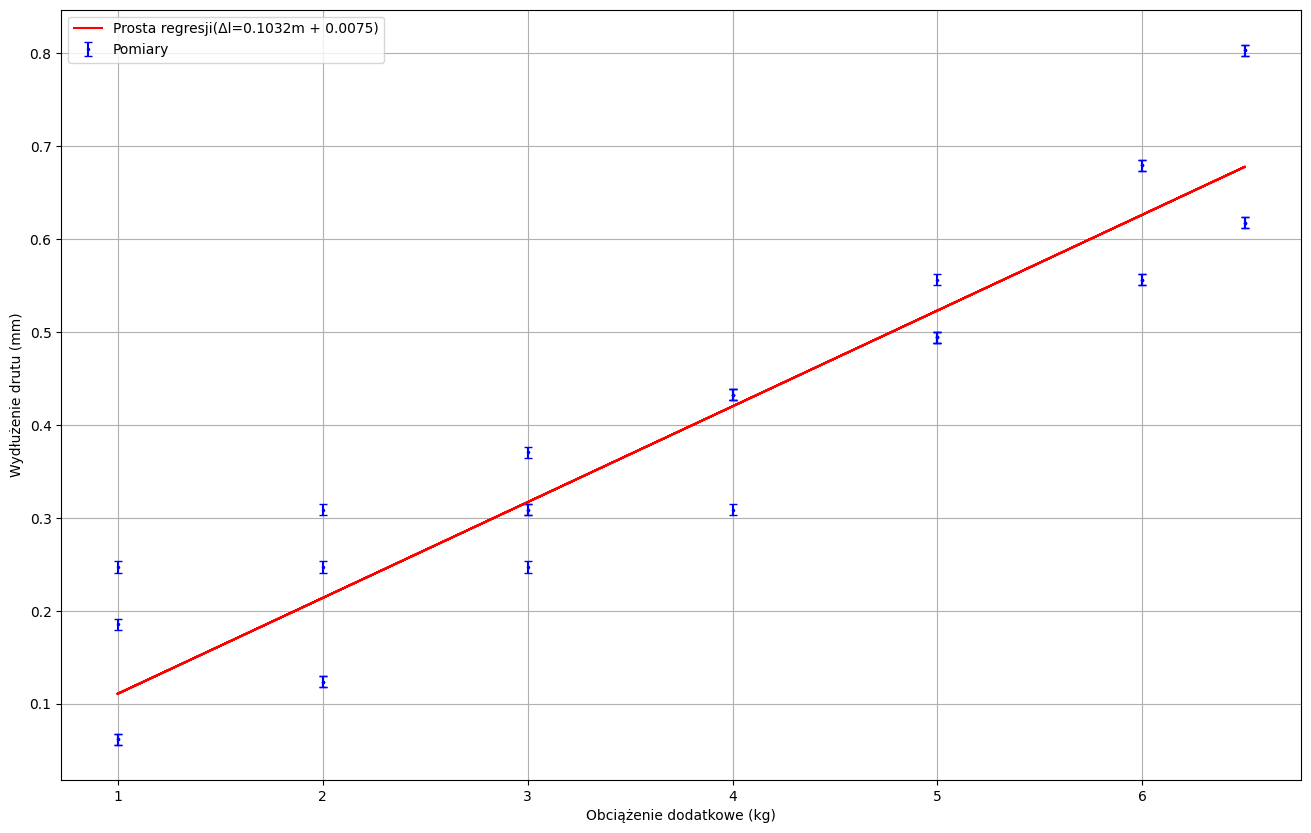 Prosta regresji(Δl=0.1032m + 0.0075)
Pomiary
0.8
0.7
0.6
0.5
0.4
0.3
0.2
0.1
Wydłużenie drutu (mm)
1 2 3 4 5 6
Obciążenie dodatkowe (kg)